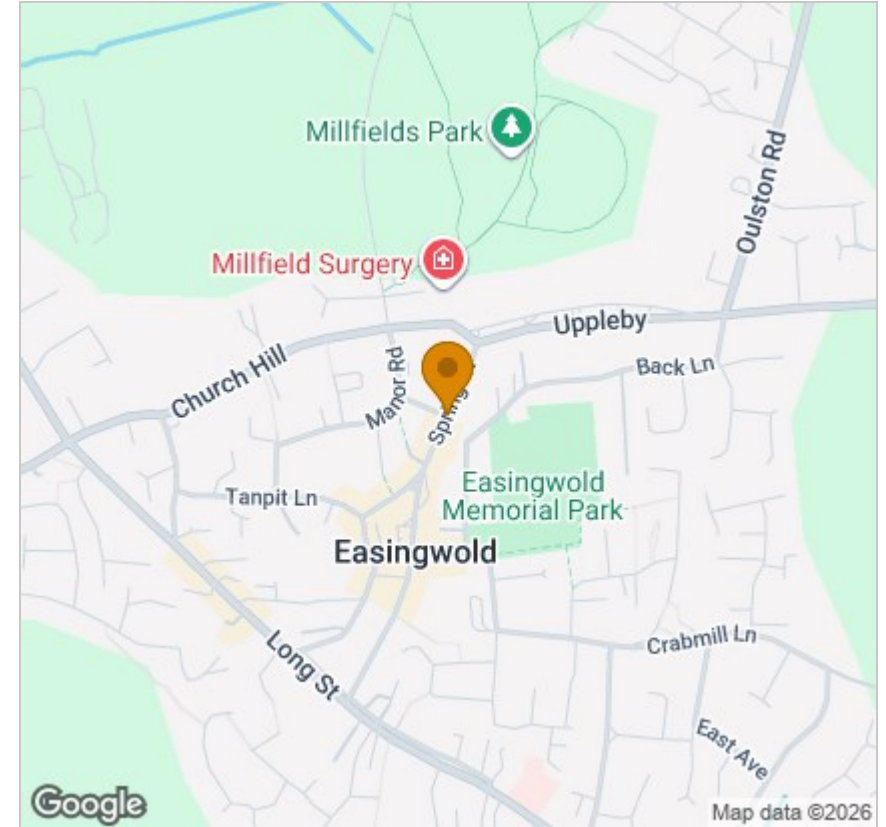 Millfields Park
Oulston Rd
Millfield Surgery
Uppleby
Church Hill
Manor Rd
Back Ln
Easingwold
Memorial Park
Tanpit Ln
Easingwold
Long St
Crabmill Ln
East Ave
Google
Map data ©2026